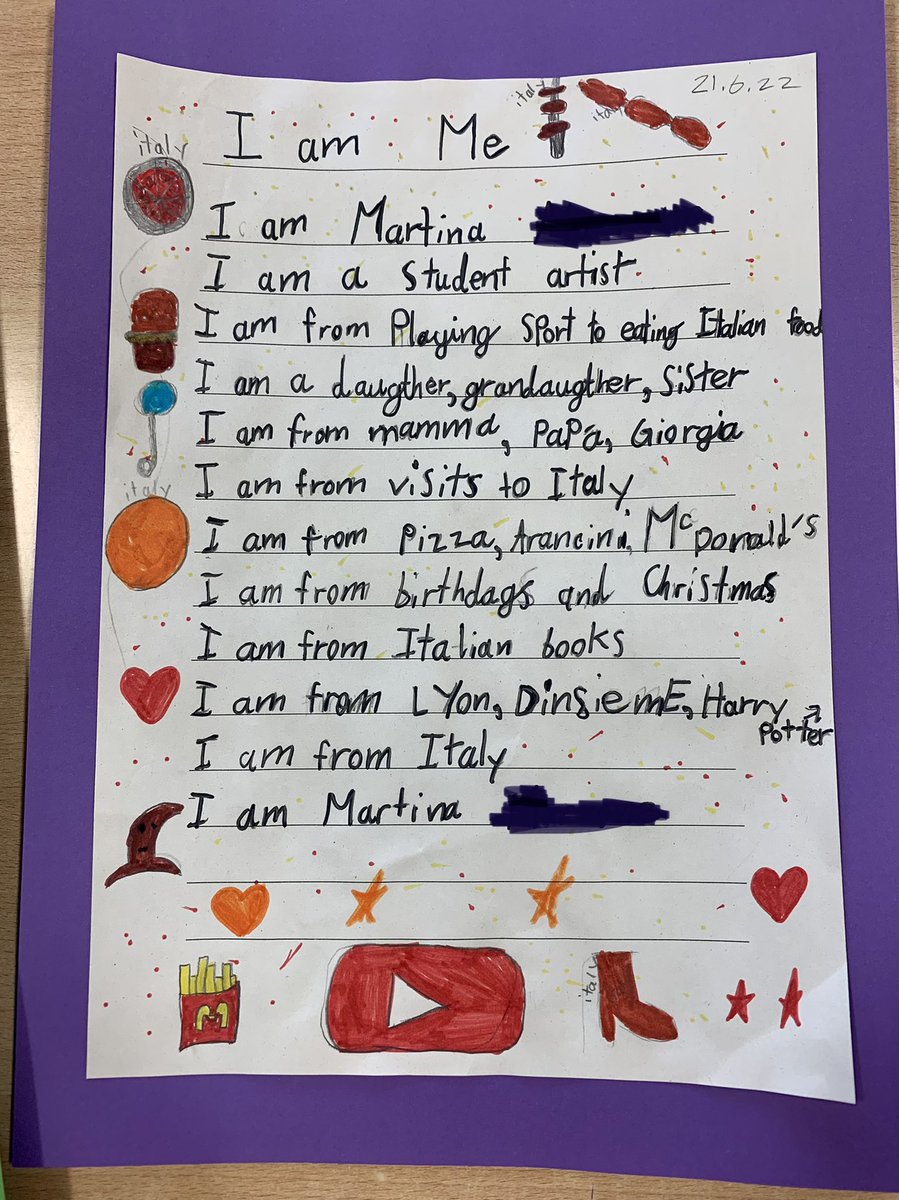 21.6.22
italy
italy
italy
I am Me
I am Martina
I am a student artist
I am from Playing Sport to eating Italian food
I am a daugther, grandaugther, SiSter
I am from mamma, PaPa, Giorgia
I am from visits to Italy
italy
I am from Pizza, Arancini, McDonald's
I am from birthdags and Christmas
I am from Italian books
I am from LYon, DinsiemE, Harry
Potter
I am from Italy
I am Martina
M
italy